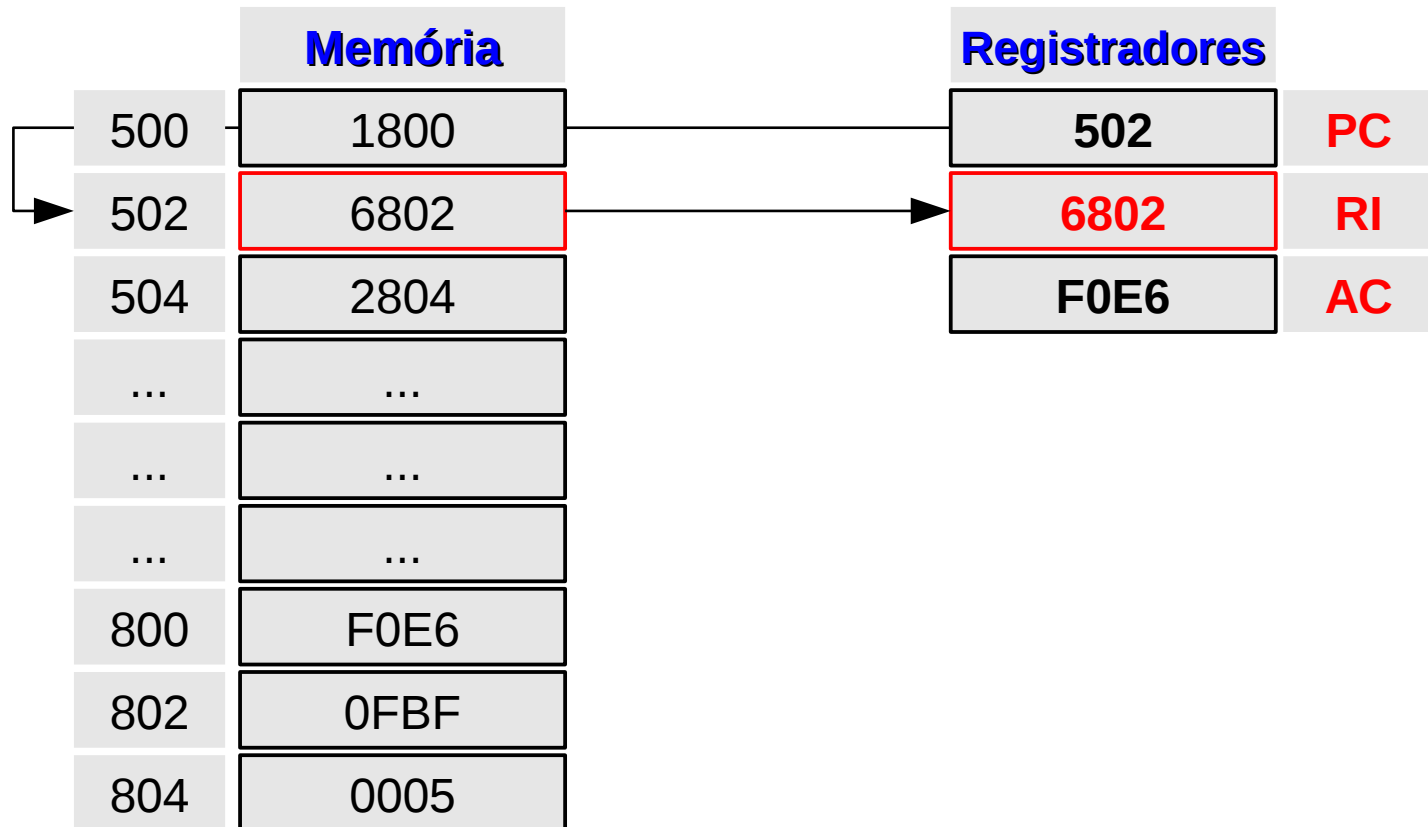 Memória Registradores
500 1800 502 PC
502 6802 6802 RI
504 2804 F0E6 AC
... ...
... ...
... ...
800 F0E6
802 0FBF
804 0005